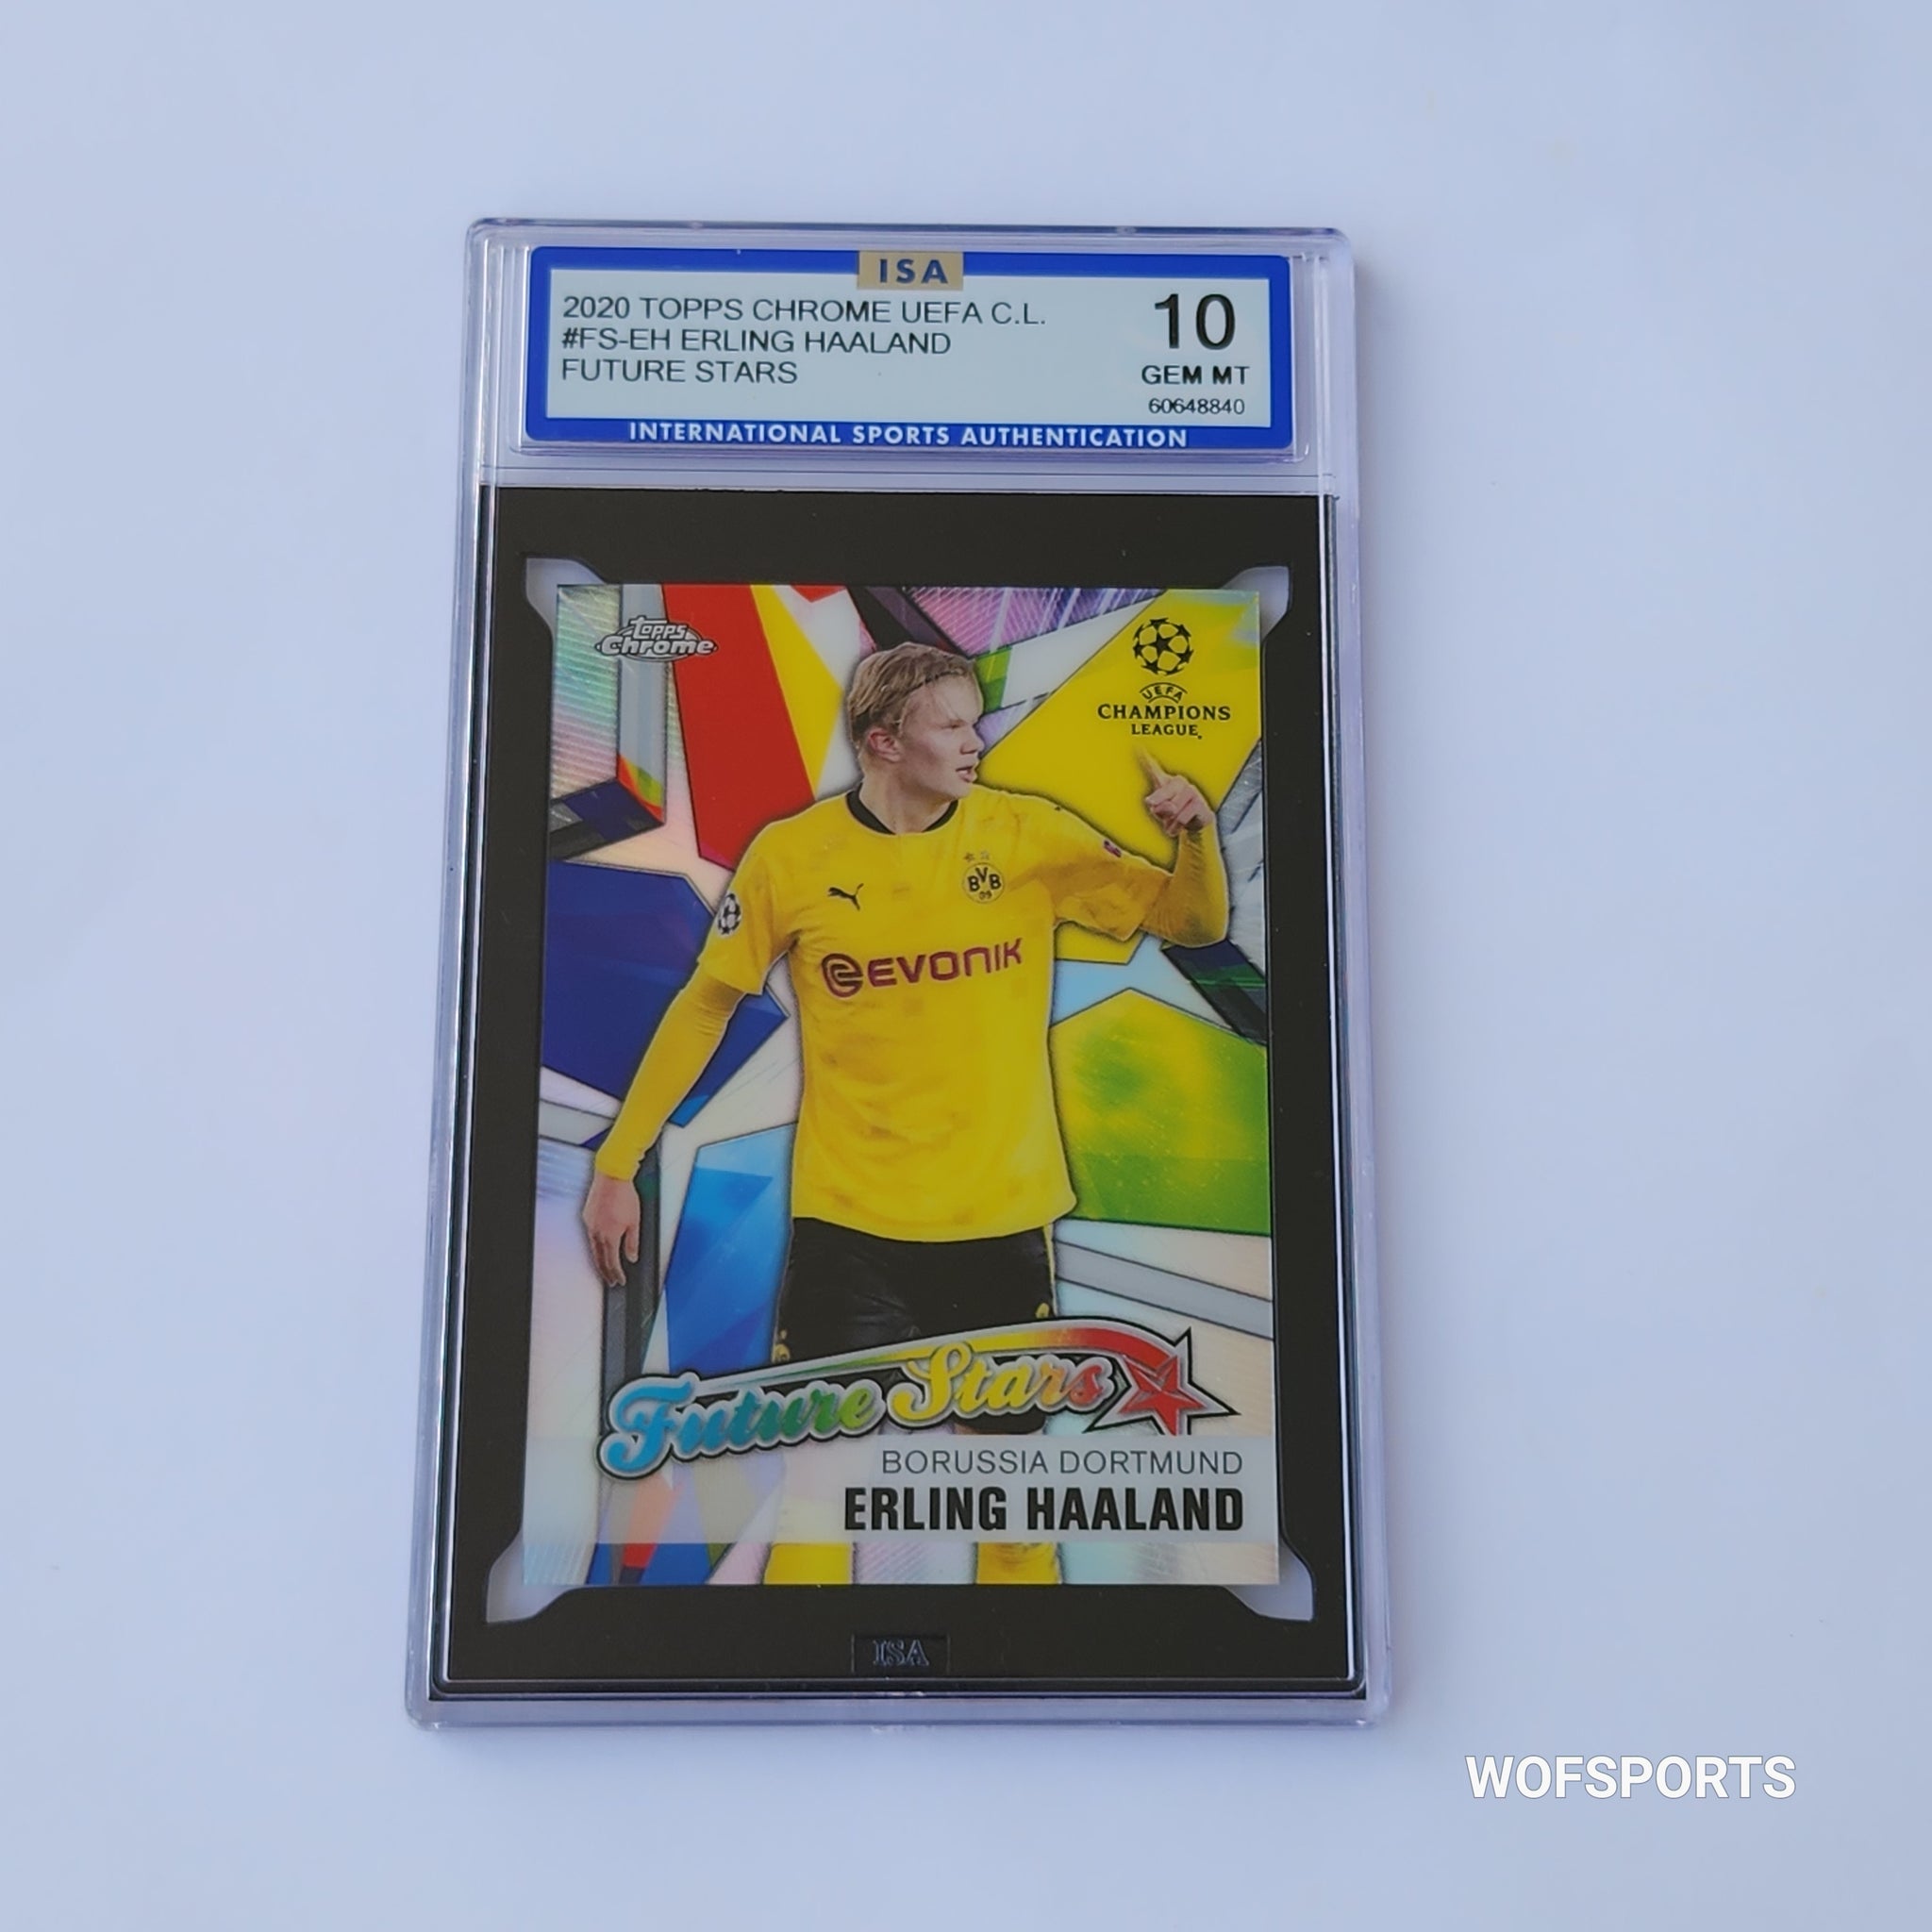 ISA
2020 TOPPS CHROME UEFA C.L.
#FS-EH ERLING HAALAND
FUTURE STARS
10
GEM MT
60648840
INTERNATIONAL SPORTS AUTHENTICATION
Topps
Chrome
UEFA
CHAMPIONS
LEAGUE
BVB
09
EVONIK
Future Stars
BORUSSIA DORTMUND
ERLING HAALAND
ISA
WOFSPORTS